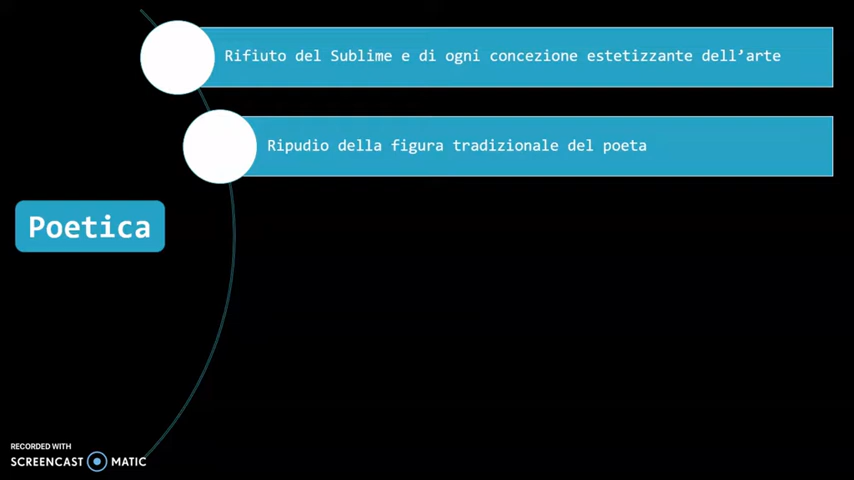 Rifiuto del Sublime e di ogni concezione estetizzante dell’arte
Ripudio della figura tradizionale del poeta
Poetica
RECORDED WITH
SCREENCAST MATIC